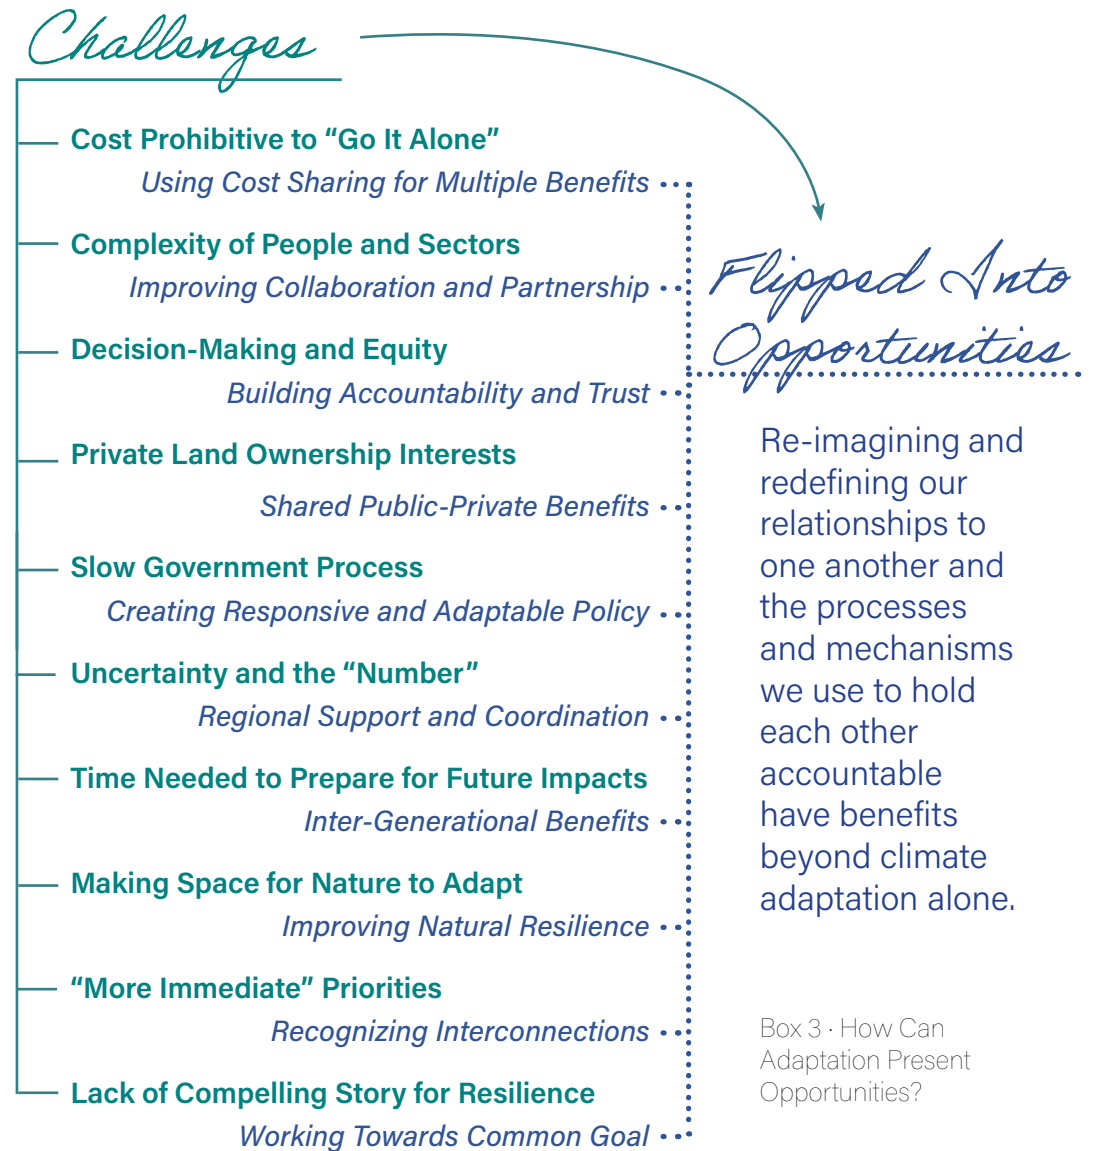 Challenges
Cost Prohibitive to “Go It Alone”
Using Cost Sharing for Multiple Benefits
Complexity of People and Sectors
Improving Collaboration and Partnership
Decision-Making and Equity
Building Accountability and Trust
Private Land Ownership Interests
Shared Public-Private Benefits
Slow Government Process
Creating Responsive and Adaptable Policy
Uncertainty and the “Number”
Regional Support and Coordination
Time Needed to Prepare for Future Impacts
Inter-Generational Benefits
Making Space for Nature to Adapt
Improving Natural Resilience
“More Immediate” Priorities
Recognizing Interconnections
Lack of Compelling Story for Resilience
Working Towards Common Goal
Flipped Into
Opportunities
Re-imagining and
redefining our
relationships to
one another and
the processes
and mechanisms
we use to hold
each other
accountable
have benefits
beyond climate
adaptation alone.
Box 3 · How Can
Adaptation Present
Opportunities?